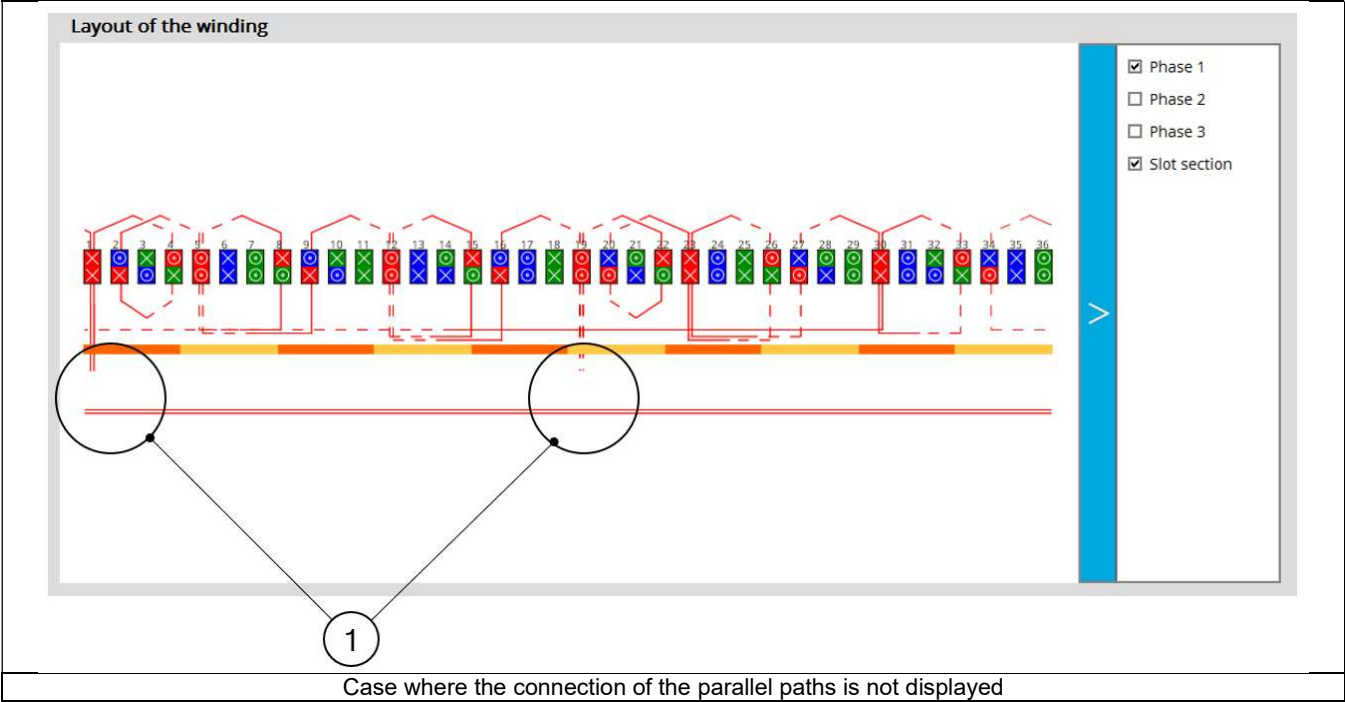 Layout of the winding
Phase 1
Phase 2
Phase 3
Slot section
1 2 3 4 5 6 7 8 9 10 11 12 13 14 15 16 17 18 19 20 21 22 23 24 25 26 27 28 29 30 31 32 33 34 35 36
>
1
Case where the connection of the parallel paths is not displayed